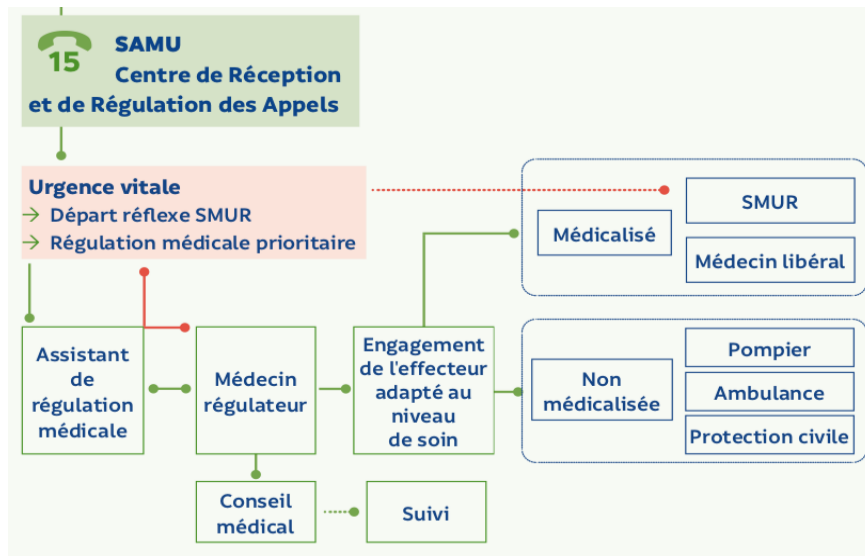 15
SAMU
Centre de Réception
et de Régulation des Appels
Urgence vitale
→ Départ réflexe SMUR
→ Régulation médicale prioritaire
Médicalisé
SMUR
Médecin libéral
Assistant
de
régulation
médicale
Médecin
régulateur
Engagement
de l'effecteur
adapté au
niveau
de soin
Non
médicalisée
Pompier
Ambulance
Protection civile
Conseil
médical
Suivi